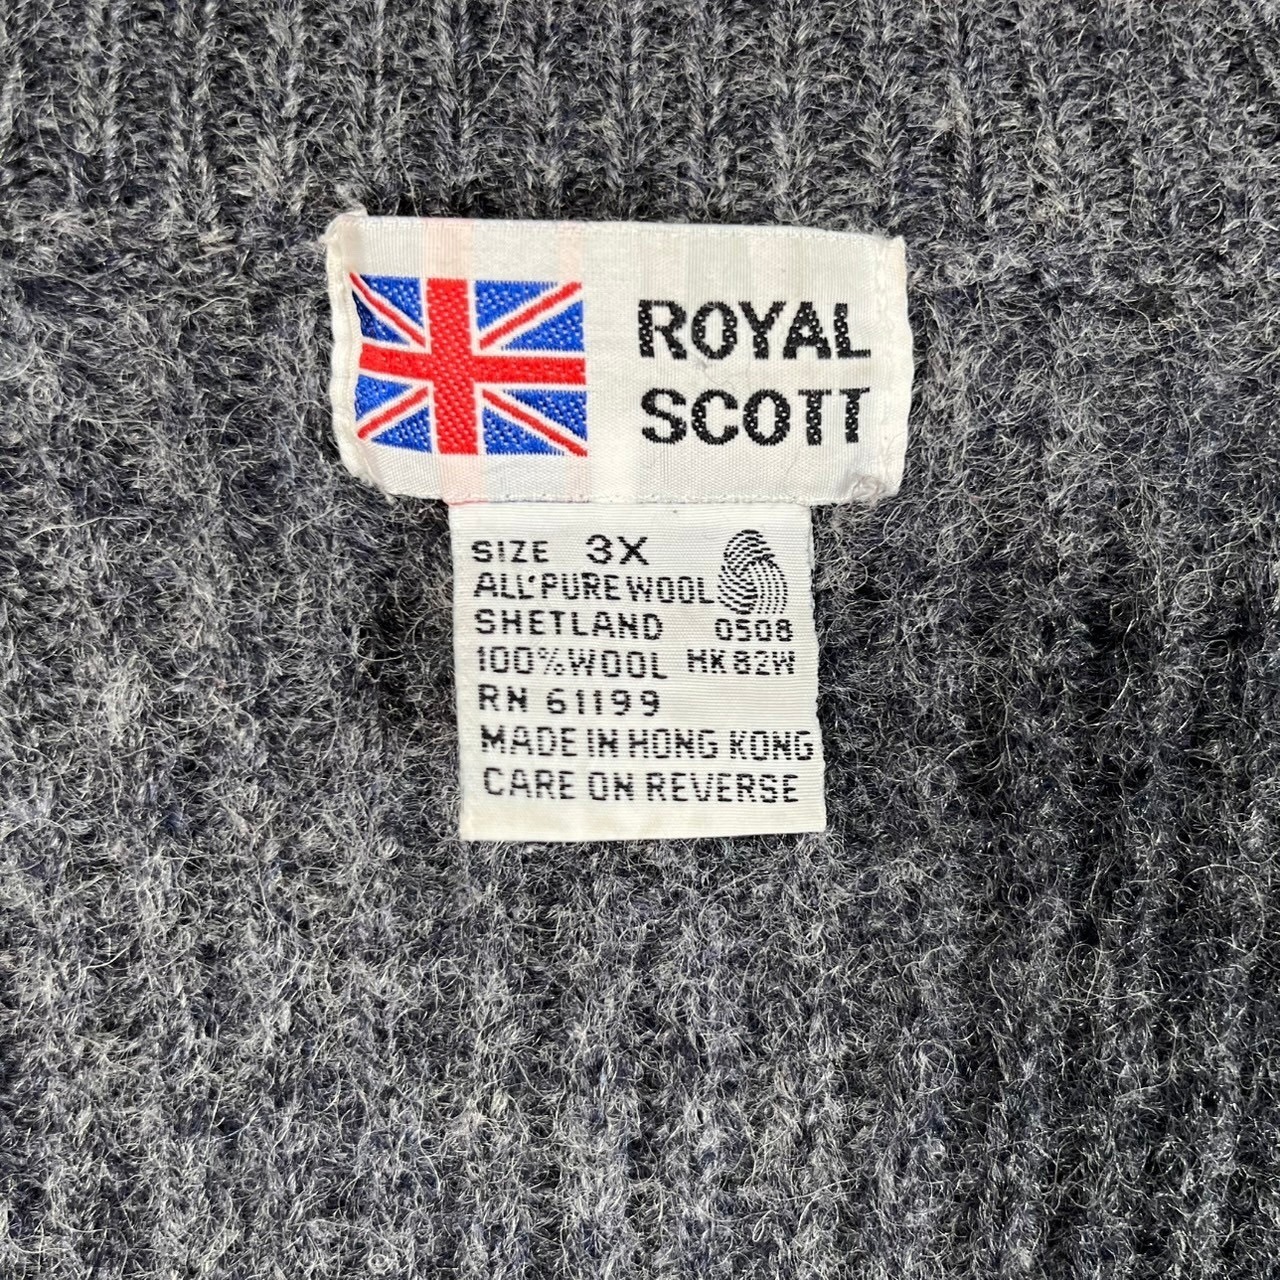 ROYAL
SCOTT
SIZE 3X
ALL'PURE WOOL
SHETLAND 0508
100%WOOL HK82W
RN 61199
MADE IN HONG KONG
CARE ON REVERSE